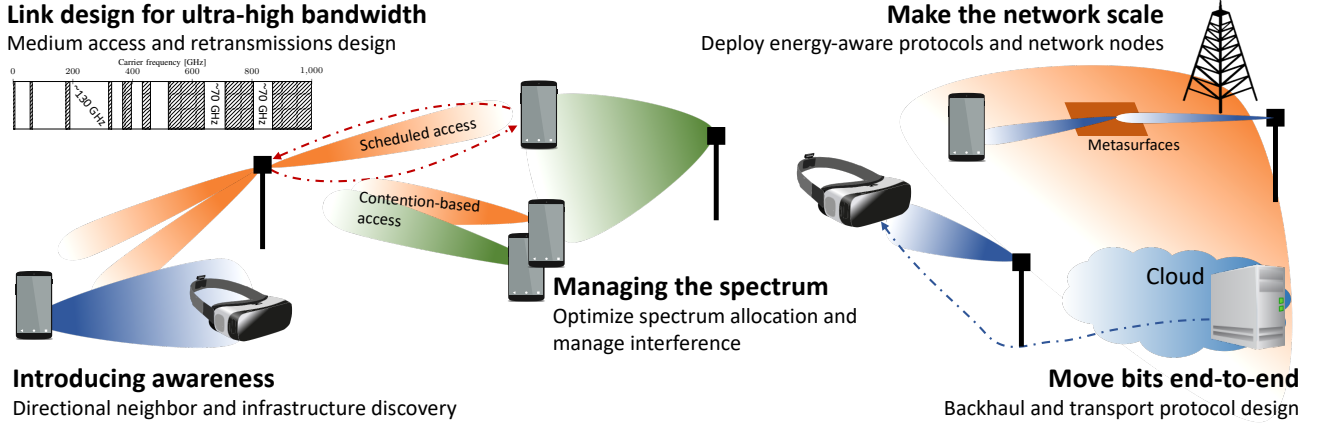 Link design for ultra-high bandwidth
Medium access and retransmissions design
Carrier frequency [GHz]
0 200 400 600 800 1,000
~130 GHz
~70 GHz
~70 GHz
Scheduled access
Contention-based
access
Managing the spectrum
Optimize spectrum allocation and
manage interference
Introducing awareness
Directional neighbor and infrastructure discovery
Make the network scale
Deploy energy-aware protocols and network nodes
Metasurfaces
Cloud
Move bits end-to-end
Backhaul and transport protocol design